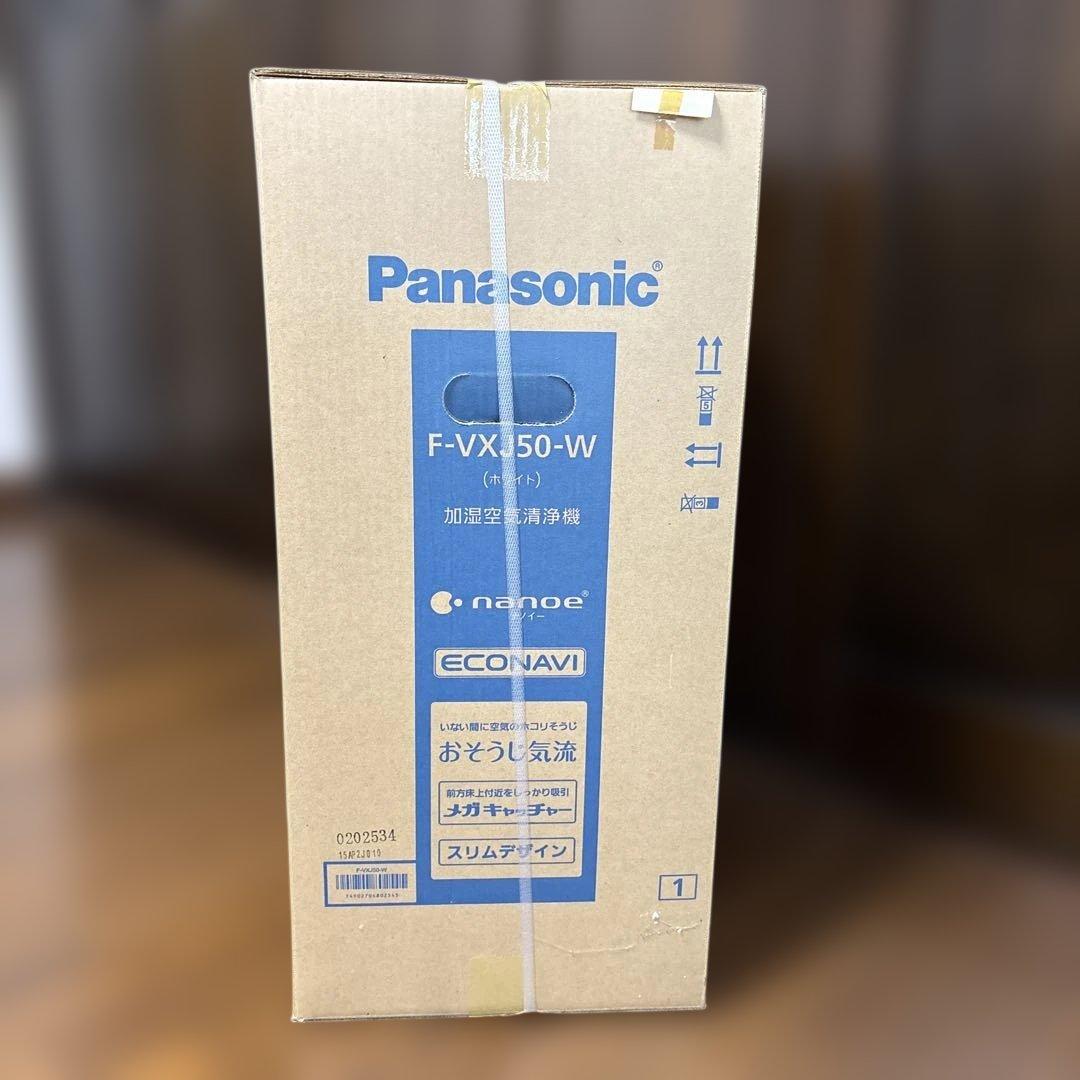 Panasonic®
F-VXJ50-W
(ホワイト)
加湿空気清浄機
nanoe®
ナノイー
ECONAVI
いない間に空気のホコリそうじ
おそうじ気流
前方床上付近をしっかり吸引
メガキャッチャー
スリムデザイン
5
3
0202534
15AP2J010
F-VXJ50-W
1